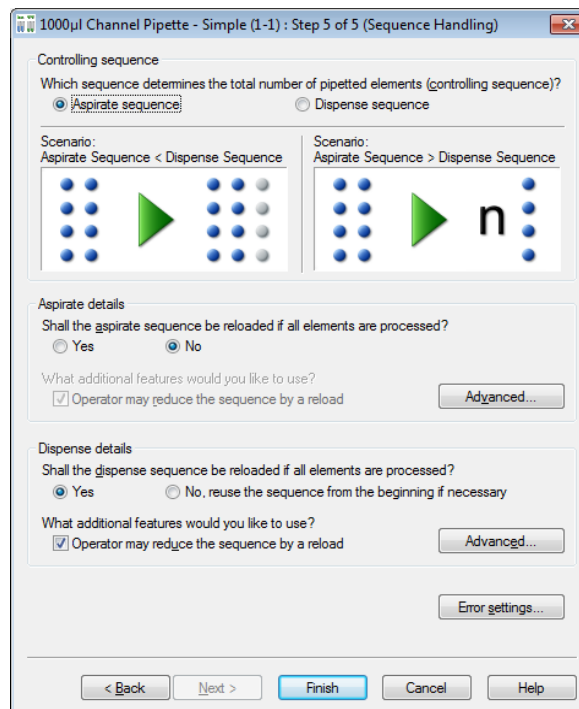 1000µl Channel Pipette - Simple (1-1) : Step 5 of 5 (Sequence Handling)
Controlling sequence
Which sequence determines the total number of pipetted elements (controlling sequence)?
Aspirate sequence Dispense sequence
Scenario: Scenario:
Aspirate Sequence < Dispense Sequence Aspirate Sequence > Dispense Sequence
n
Aspirate details
Shall the aspirate sequence be reloaded if all elements are processed?
Yes No
What additional features would you like to use?
Operator may reduce the sequence by a reload Advanced...
Dispense details
Shall the dispense sequence be reloaded if all elements are processed?
Yes No, reuse the sequence from the beginning if necessary
What additional features would you like to use?
Operator may reduce the sequence by a reload Advanced...
Error settings...
< Back Next > Finish Cancel Help